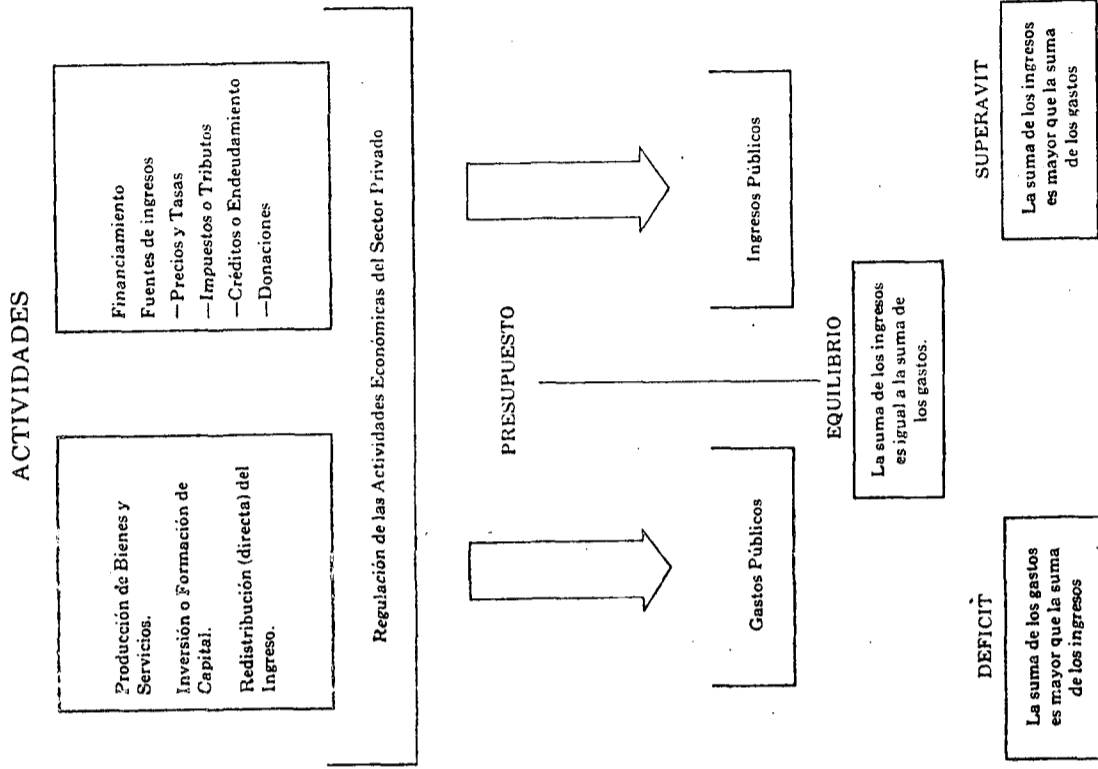 ACTIVIDADES
Producción de Bienes y
Servicios.
Inversión o Formación de
Capital.
Redistribución (directa) del
Ingreso.
Financiamiento
Fuentes de ingresos
—Precios y Tasas
—Impuestos o Tributos
—Créditos o Endeudamiento
—Donaciones
Regulación de las Actividades Económicas del Sector Privado
PRESUPUESTO
Gastos Públicos
Ingresos Públicos
DEFICIT
La suma de los gastos
es mayor que la suma
de los ingresos
EQUILIBRIO
La suma de los ingresos
es igual a la suma de
los gastos.
SUPERAVIT
La suma de los ingresos
es mayor que la suma
de los gastos